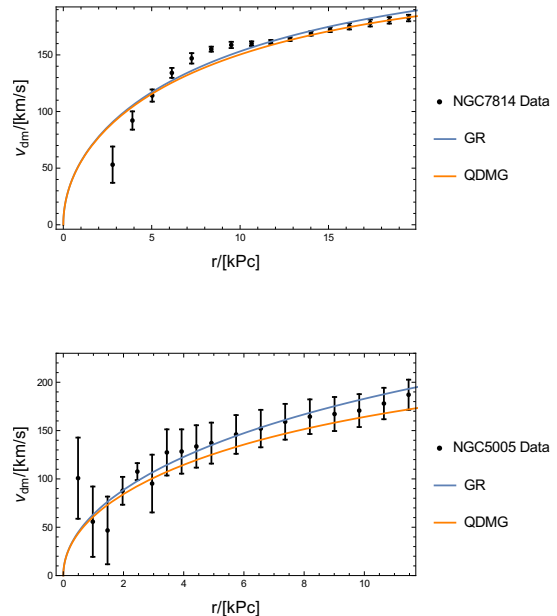 150
100
50
0
0
5
10
15
v_dm/[km/s]
r/[kPc]
NGC7814 Data
GR
QDMG
200
150
100
50
0
0
2
4
6
8
10
v_dm/[km/s]
r/[kPc]
NGC5005 Data
GR
QDMG